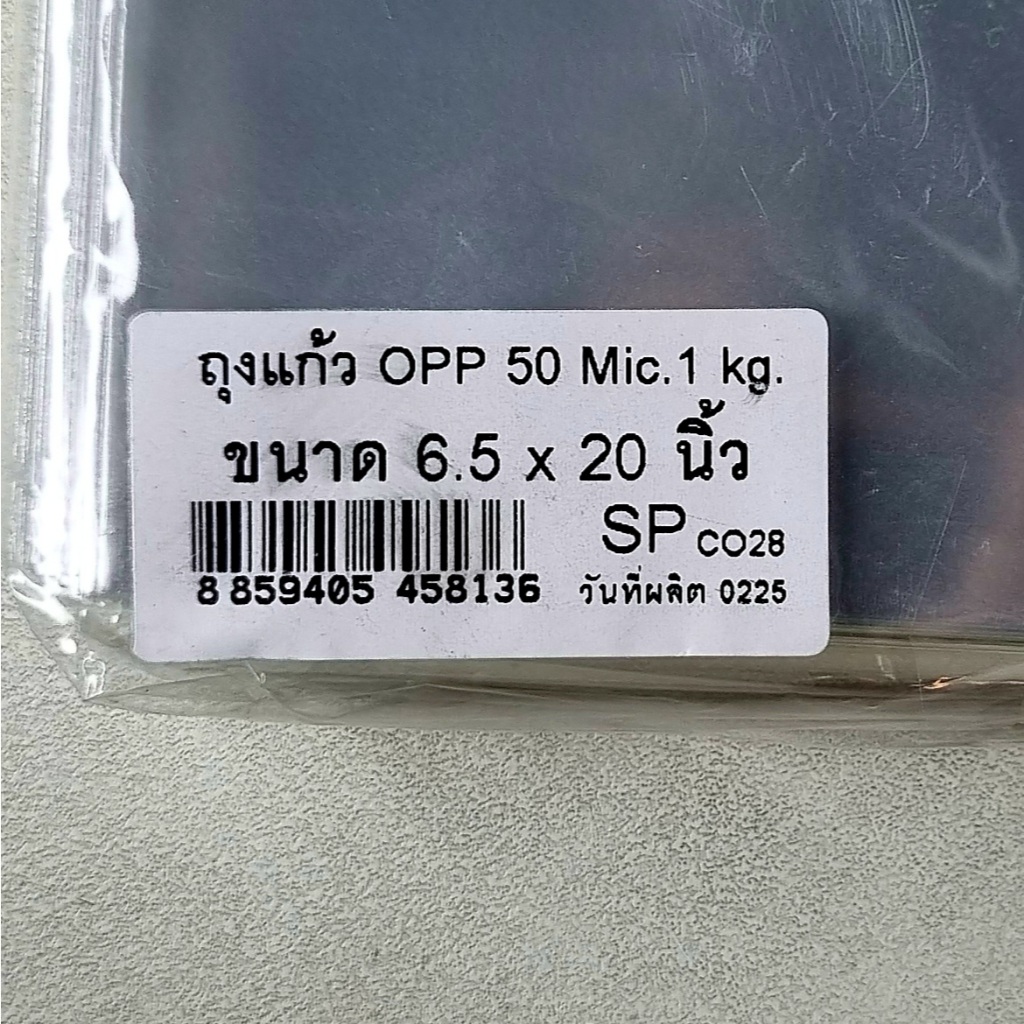 ถุงแก้ว OPP 50 Mic.1 kg.
ขนาด 6.5 x 20 นิ้ว
SP CO28
8 859405 458136
วันที่ผลิต 0225